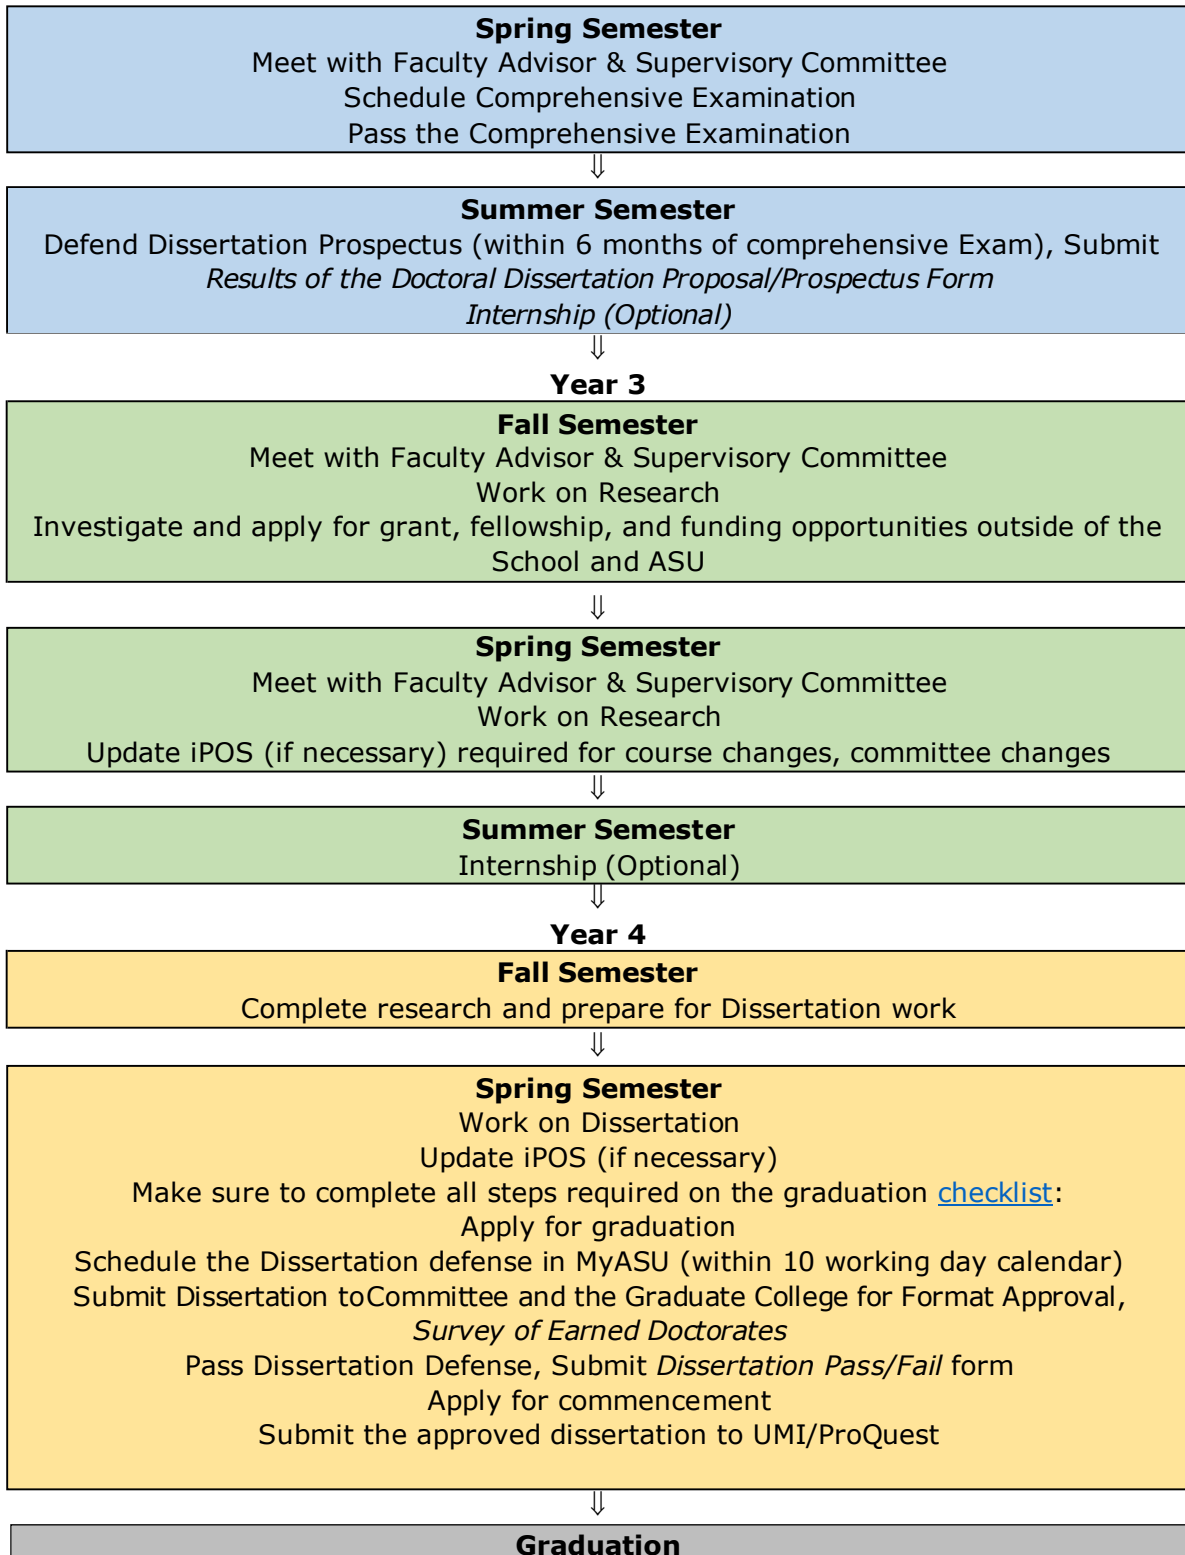 Spring Semester
Meet with Faculty Advisor & Supervisory Committee
Schedule Comprehensive Examination
Pass the Comprehensive Examination
⇓
Summer Semester
Defend Dissertation Prospectus (within 6 months of comprehensive Exam), Submit
Results of the Doctoral Dissertation Proposal/Prospectus Form
Internship (Optional)
⇓
Year 3
Fall Semester
Meet with Faculty Advisor & Supervisory Committee
Work on Research
Investigate and apply for grant, fellowship, and funding opportunities outside of the
School and ASU
⇓
Spring Semester
Meet with Faculty Advisor & Supervisory Committee
Work on Research
Update iPOS (if necessary) required for course changes, committee changes
⇓
Summer Semester
Internship (Optional)
⇓
Year 4
Fall Semester
Complete research and prepare for Dissertation work
⇓
Spring Semester
Work on Dissertation
Update iPOS (if necessary)
Make sure to complete all steps required on the graduation checklist:
Apply for graduation
Schedule the Dissertation defense in MyASU (within 10 working day calendar)
Submit Dissertation toCommittee and the Graduate College for Format Approval,
Survey of Earned Doctorates
Pass Dissertation Defense, Submit Dissertation Pass/Fail form
Apply for commencement
Submit the approved dissertation to UMI/ProQuest
⇓
Graduation